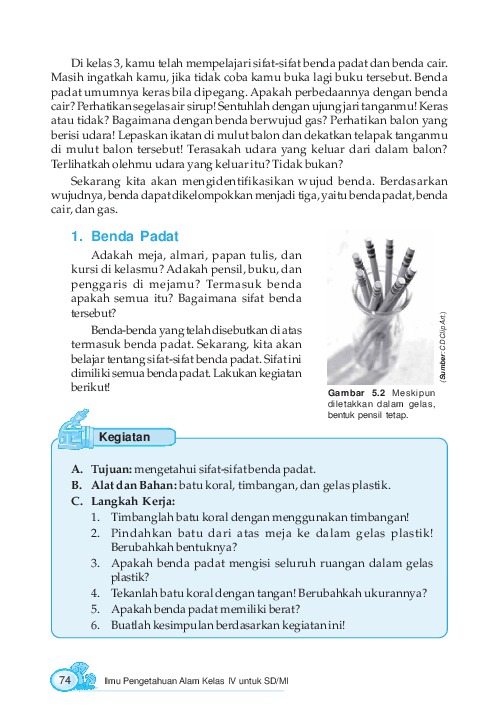 Di kelas 3, kamu telah mempelajari sifat-sifat benda padat dan benda cair.
Masih ingatkah kamu, jika tidak coba kamu buka lagi buku tersebut. Benda
padat umumnya keras bila dipegang. Apakah perbedaannya dengan benda
cair? Perhatikan segelas air sirup! Sentuhlah dengan ujung jari tanganmu! Keras
atau tidak? Bagaimana dengan benda berwujud gas? Perhatikan balon yang
berisi udara! Lepaskan ikatan di mulut balon dan dekatkan telapak tanganmu
di mulut balon tersebut! Terasakah udara yang keluar dari dalam balon?
Terlihatkah olehmu udara yang keluar itu? Tidak bukan?
Sekarang kita akan mengidentifikasikan wujud benda. Berdasarkan
wujudnya, benda dapat dikelompokkan menjadi tiga, yaitu benda padat, benda
cair, dan gas.
1. Benda Padat
Adakah meja, almari, papan tulis, dan
kursi di kelasmu? Adakah pensil, buku, dan
penggaris di mejamu? Termasuk benda
apakah semua itu? Bagaimana sifat benda
tersebut?
Benda-benda yang telah disebutkan di atas
termasuk benda padat. Sekarang, kita akan
belajar tentang sifat-sifat benda padat. Sifat ini
dimiliki semua benda padat. Lakukan kegiatan
berikut!
(Sumber: CD Clip Art.)
Gambar 5.2 Meskipun
diletakkan dalam gelas,
bentuk pensil tetap.
Kegiatan
A. Tujuan: mengetahui sifat-sifat benda padat.
B. Alat dan Bahan: batu koral, timbangan, dan gelas plastik.
C. Langkah Kerja:
1. Timbanglah batu koral dengan menggunakan timbangan!
2. Pindahkan batu dari atas meja ke dalam gelas plastik!
Berubahkah bentuknya?
3. Apakah benda padat mengisi seluruh ruangan dalam gelas
plastik?
4. Tekanlah batu koral dengan tangan! Berubahkah ukurannya?
5. Apakah benda padat memiliki berat?
6. Buatlah kesimpulan berdasarkan kegiatan ini!
74 Ilmu Pengetahuan Alam Kelas IV untuk SD/MI